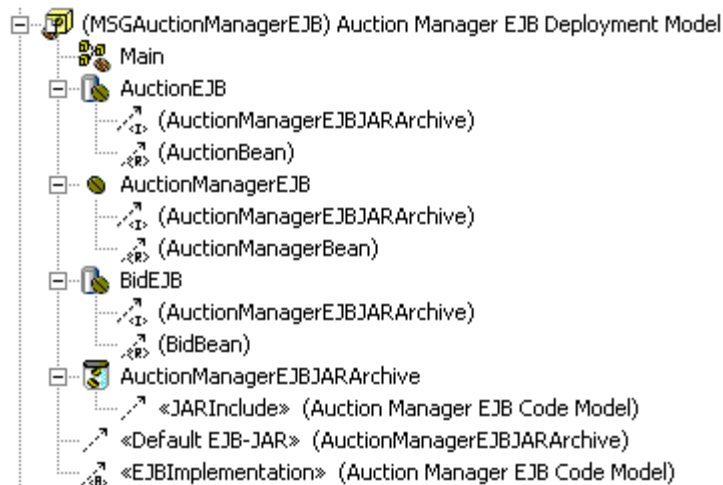 (MSGAuctionManagerEJB) Auction Manager EJB Deployment Model
Main
AuctionEJB
<I> (AuctionManagerEJBJARArchive)
<R> (AuctionBean)
AuctionManagerEJB
<I> (AuctionManagerEJBJARArchive)
<R> (AuctionManagerBean)
BidEJB
<I> (AuctionManagerEJBJARArchive)
<R> (BidBean)
AuctionManagerEJBJARArchive
«JARInclude» (Auction Manager EJB Code Model)
«Default EJB-JAR» (AuctionManagerEJBJARArchive)
<R> «EJBImplementation» (Auction Manager EJB Code Model)